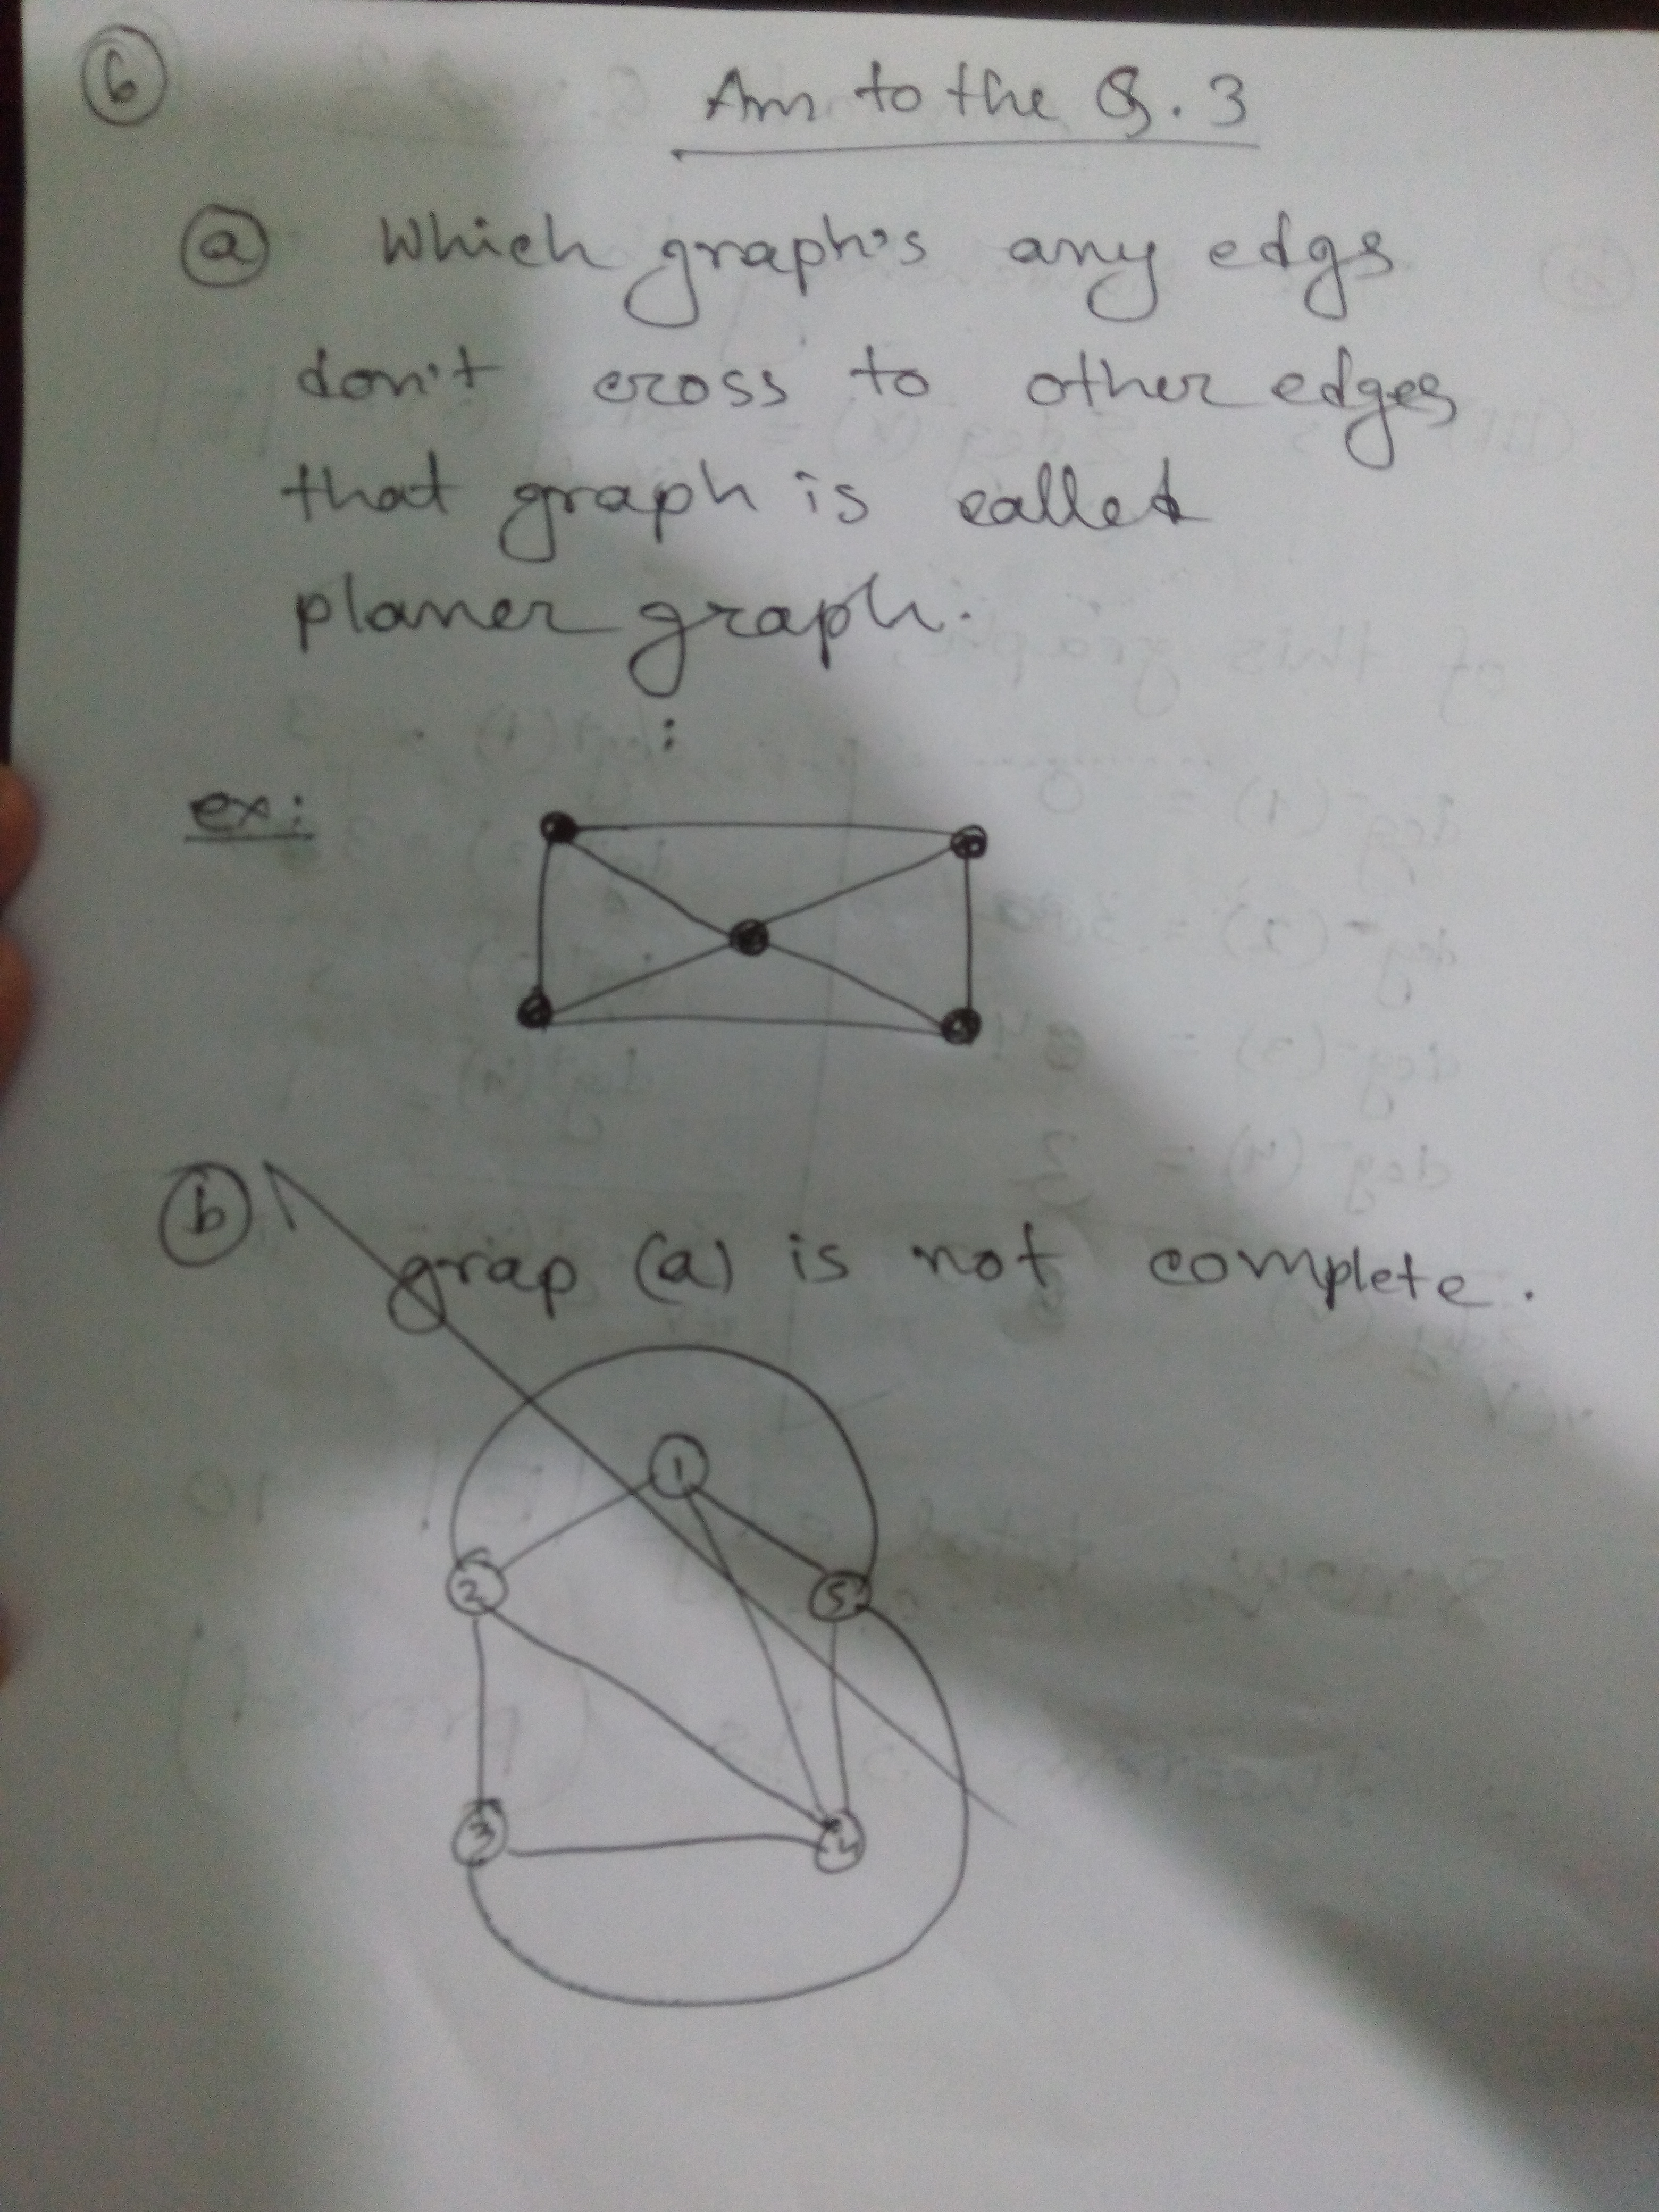 6
Ans to the Q. 3
a Which graph's any edgs
don't cross to other edges
that graph is called
planer graph.
ex:
b
grap (a) is not complete.
1
2
5
3
4